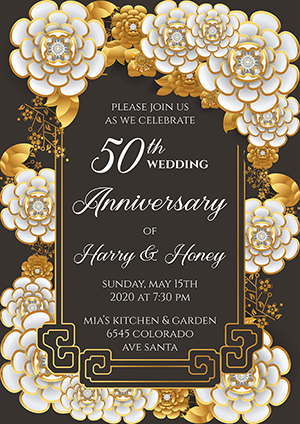 PLEASE JOIN US
AS WE CELEBRATE
50th
WEDDING
Anniversary
OF
Harry & Honey
SUNDAY, MAY 15TH
2020 AT 7:30 PM
MIA'S KITCHEN & GARDEN
6545 COLORADO
AVE SANTA